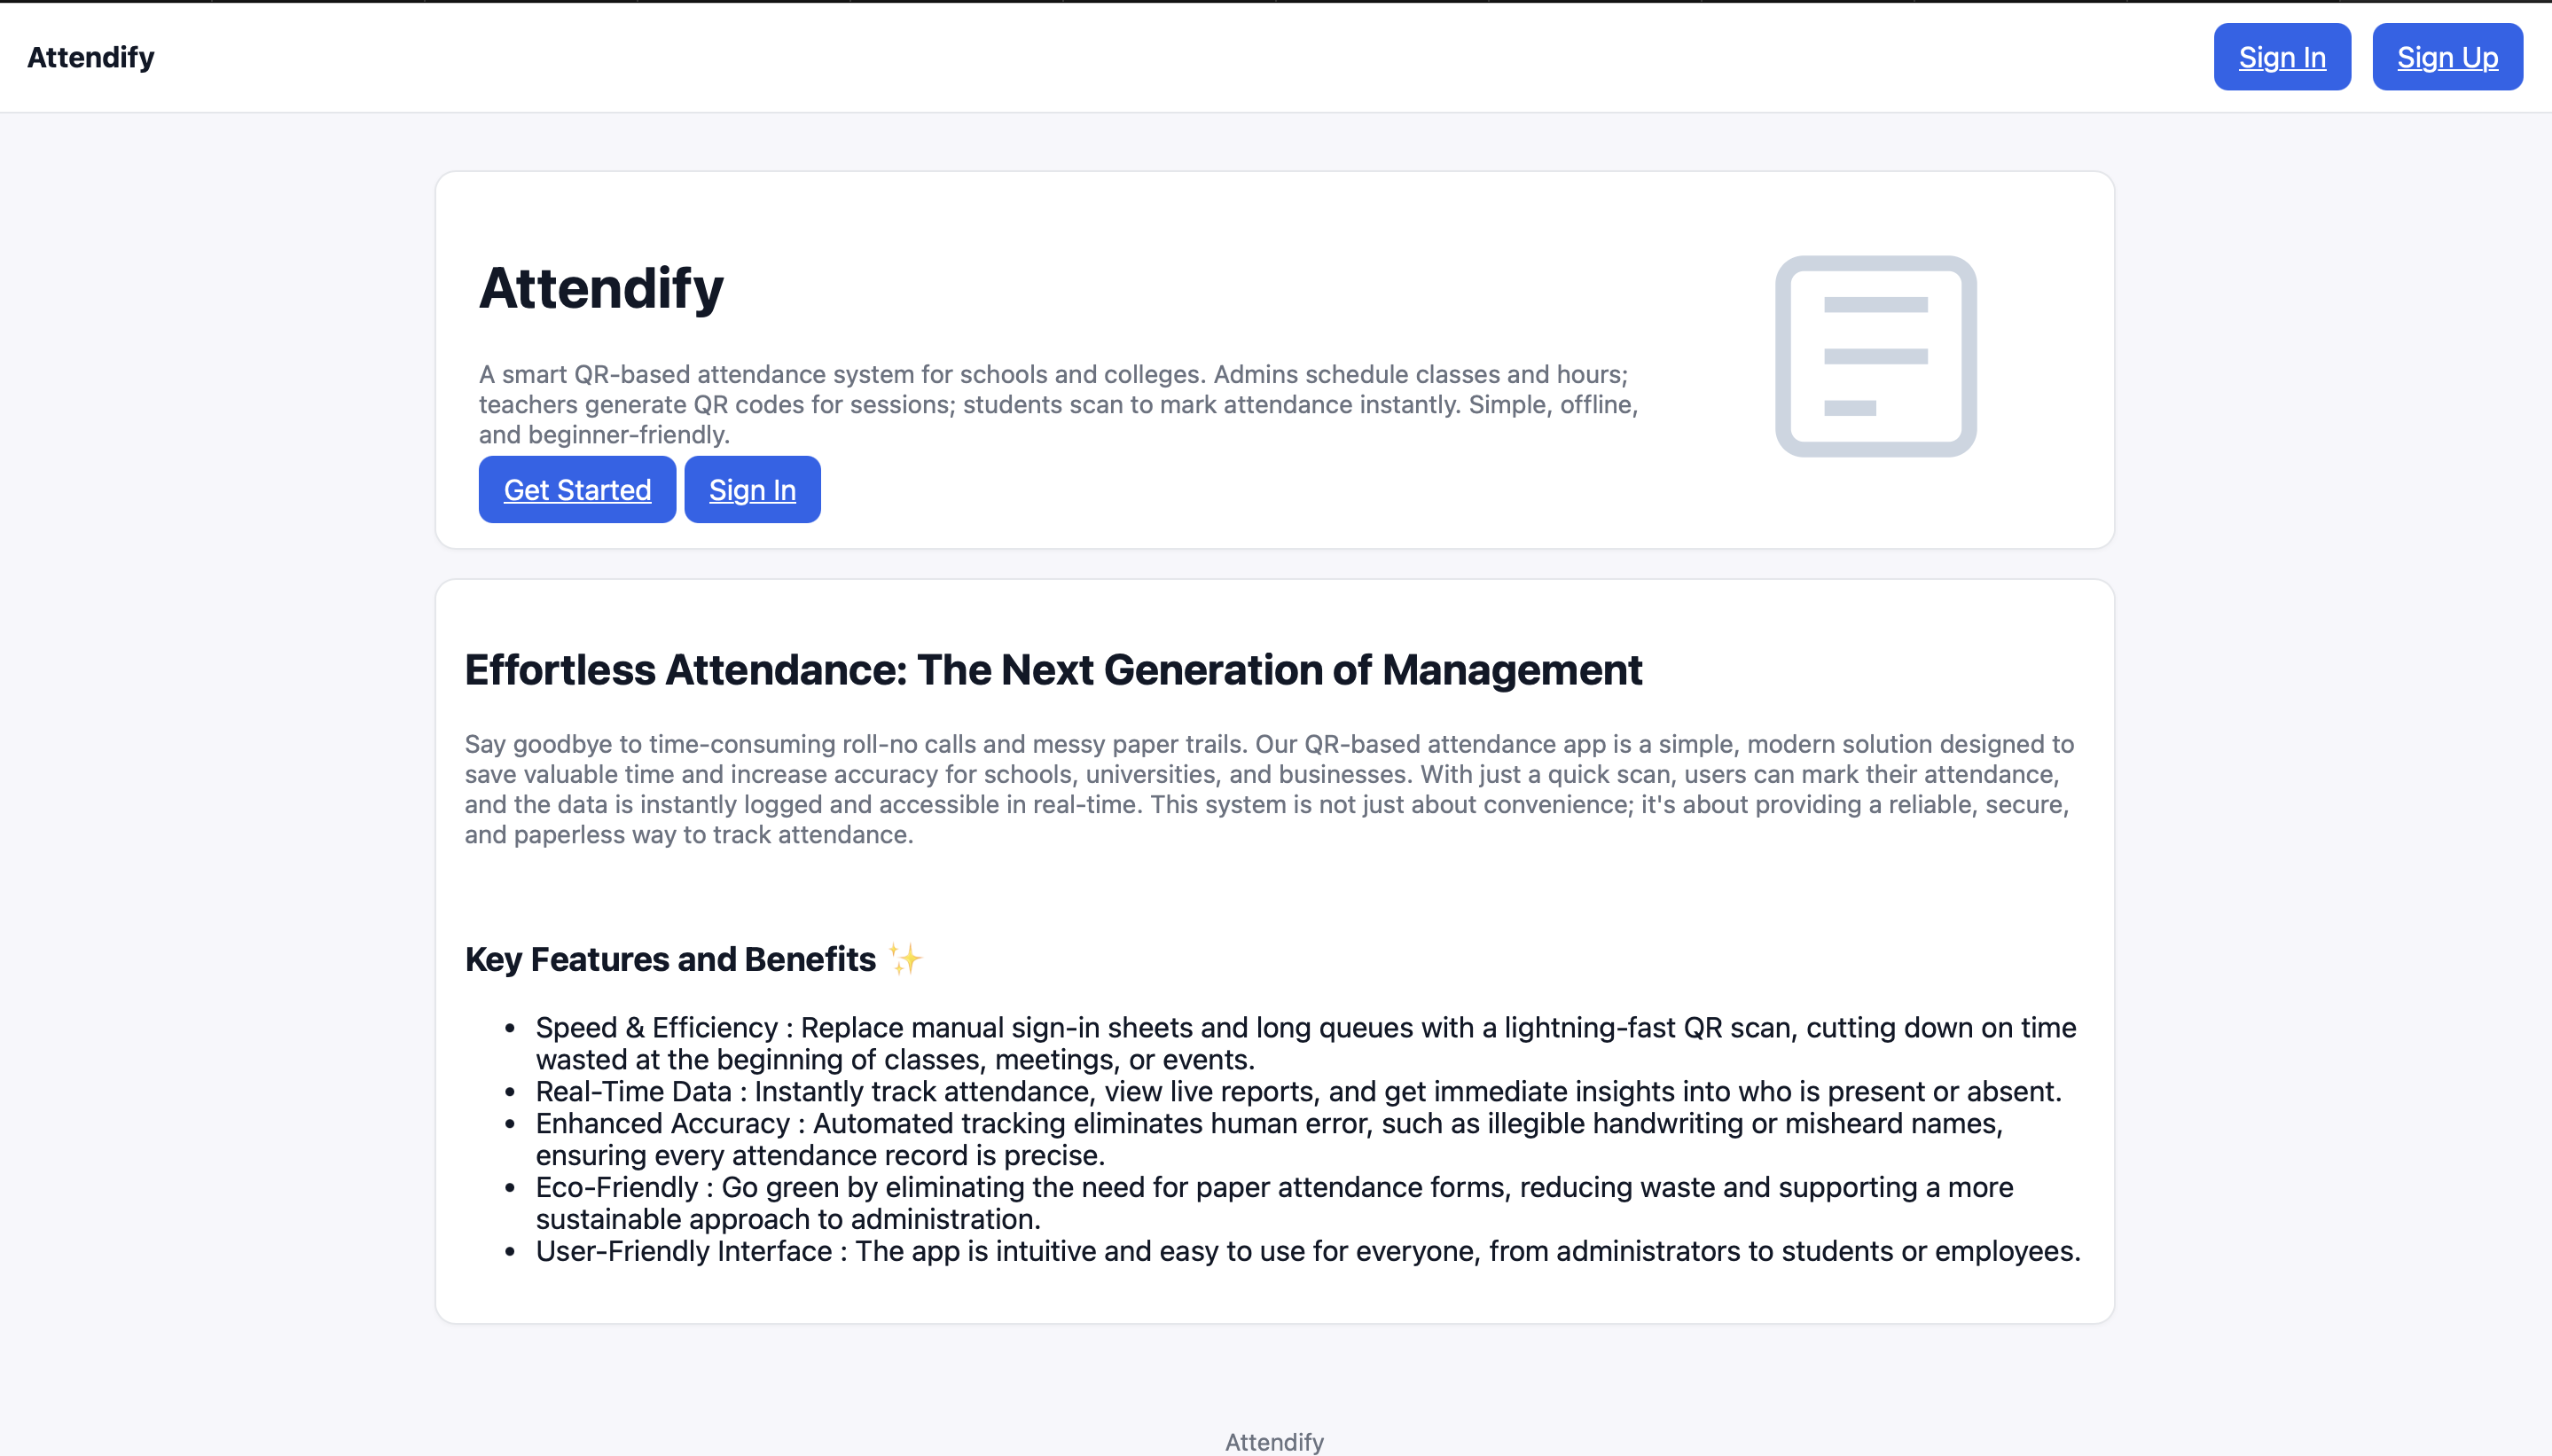 Attendify
Sign In
Sign Up
Attendify
A smart QR-based attendance system for schools and colleges. Admins schedule classes and hours;
teachers generate QR codes for sessions; students scan to mark attendance instantly. Simple, offline,
and beginner-friendly.
Get Started
Sign In
Effortless Attendance: The Next Generation of Management
Say goodbye to time-consuming roll-no calls and messy paper trails. Our QR-based attendance app is a simple, modern solution designed to
save valuable time and increase accuracy for schools, universities, and businesses. With just a quick scan, users can mark their attendance,
and the data is instantly logged and accessible in real-time. This system is not just about convenience; it's about providing a reliable, secure,
and paperless way to track attendance.
Key Features and Benefits ✨
• Speed & Efficiency : Replace manual sign-in sheets and long queues with a lightning-fast QR scan, cutting down on time
wasted at the beginning of classes, meetings, or events.
• Real-Time Data : Instantly track attendance, view live reports, and get immediate insights into who is present or absent.
• Enhanced Accuracy : Automated tracking eliminates human error, such as illegible handwriting or misheard names,
ensuring every attendance record is precise.
• Eco-Friendly : Go green by eliminating the need for paper attendance forms, reducing waste and supporting a more
sustainable approach to administration.
• User-Friendly Interface : The app is intuitive and easy to use for everyone, from administrators to students or employees.
Attendify